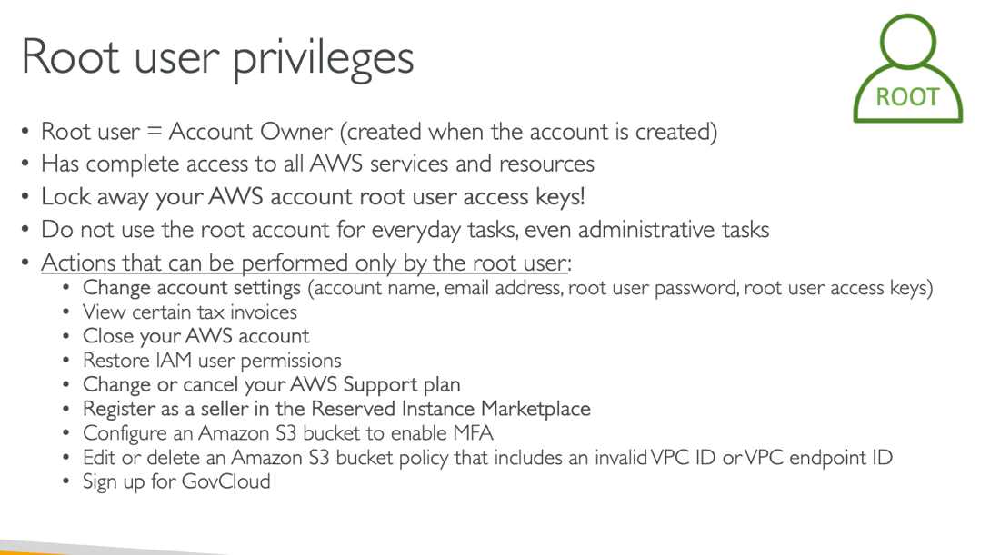 Root user privileges
ROOT
• Root user = Account Owner (created when the account is created)
• Has complete access to all AWS services and resources
• Lock away your AWS account root user access keys!
• Do not use the root account for everyday tasks, even administrative tasks
• Actions that can be performed only by the root user:
• Change account settings (account name, email address, root user password, root user access keys)
• View certain tax invoices
• Close your AWS account
• Restore IAM user permissions
• Change or cancel your AWS Support plan
• Register as a seller in the Reserved Instance Marketplace
• Configure an Amazon S3 bucket to enable MFA
• Edit or delete an Amazon S3 bucket policy that includes an invalid VPC ID or VPC endpoint ID
• Sign up for GovCloud